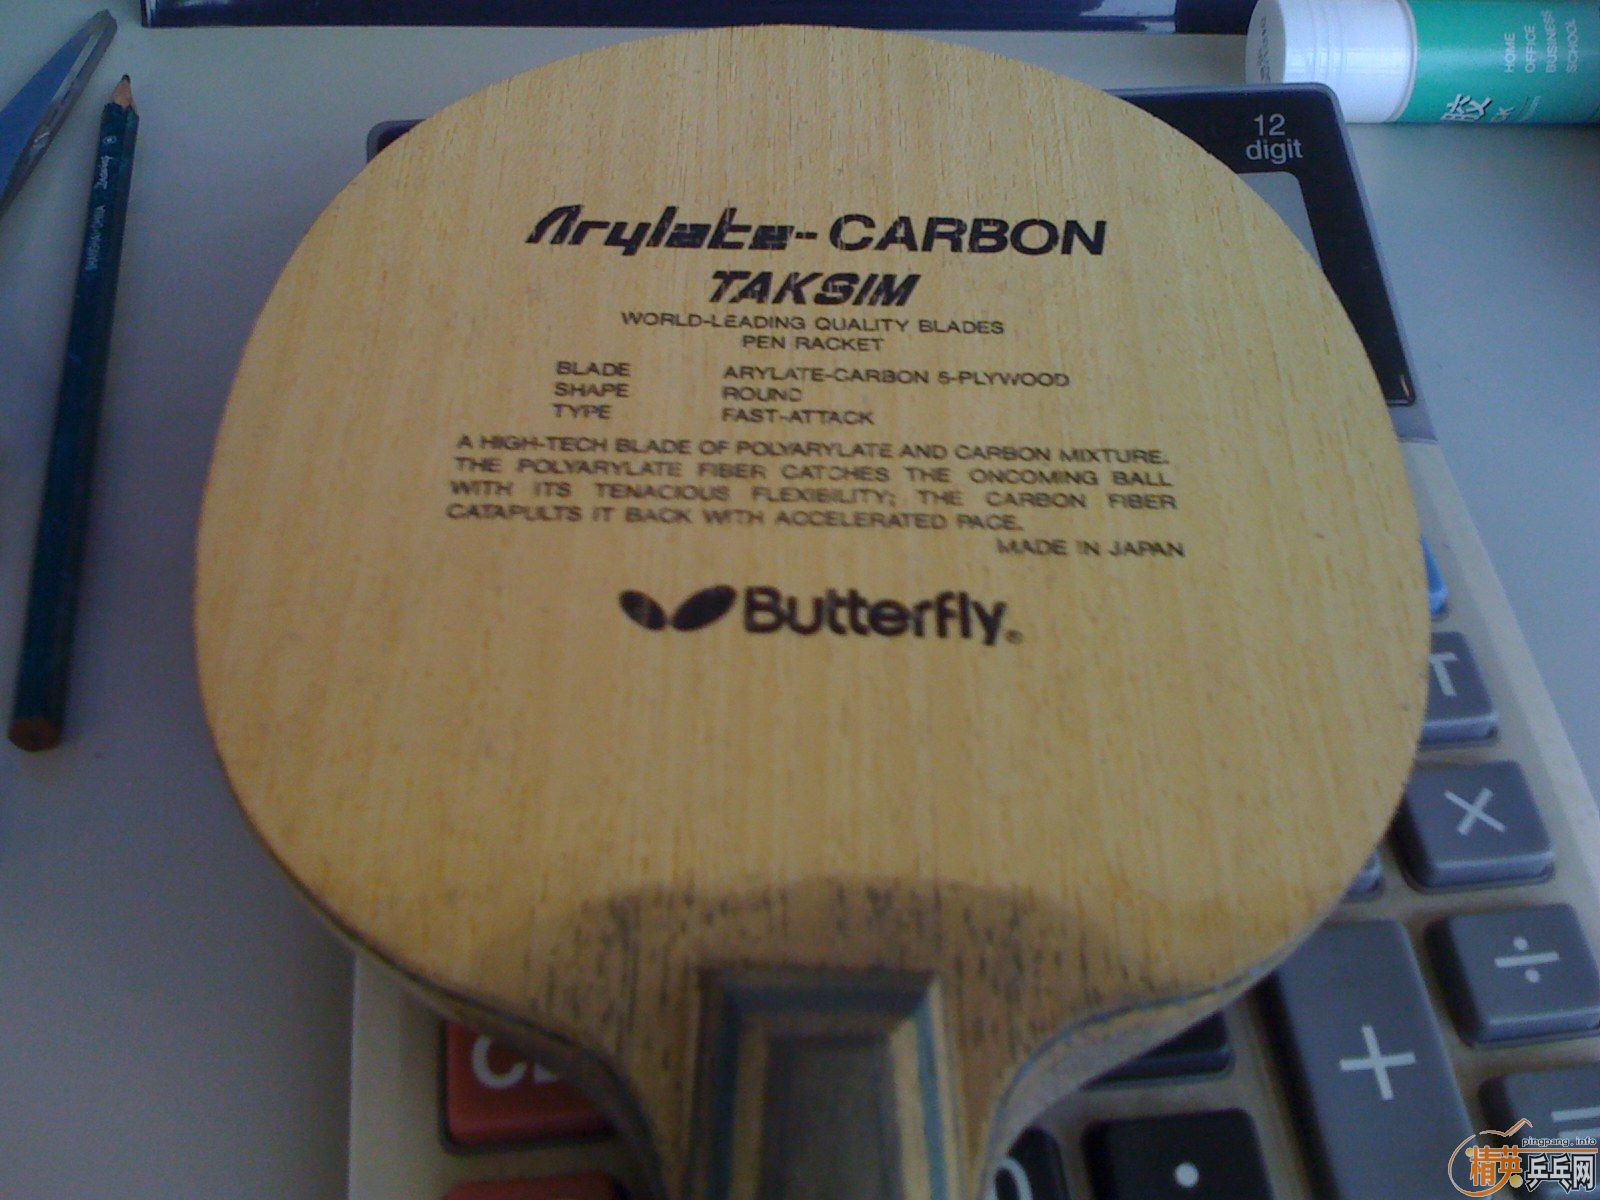 Arylate-CARBON
TAKSIM
WORLD-LEADING QUALITY BLADES
PEN RACKET
BLADE ARYLATE-CARBON 5-PLYWOOD
SHAPE ROUND
TYPE FAST-ATTACK
A HIGH-TECH BLADE OF POLYARYLATE AND CARBON MIXTURE.
THE POLYARYLATE FIBER CATCHES THE ONCOMING BALL
WITH ITS TENACIOUS FLEXIBILITY; THE CARBON FIBER
CATAPULTS IT BACK WITH ACCELERATED PACE.
MADE IN JAPAN
Butterfly®
12
digit
HOME
OFFICE
BUSINESS
SCHOOL
胶
T
×
÷
+
=
pingpang.info
精英乒乓网